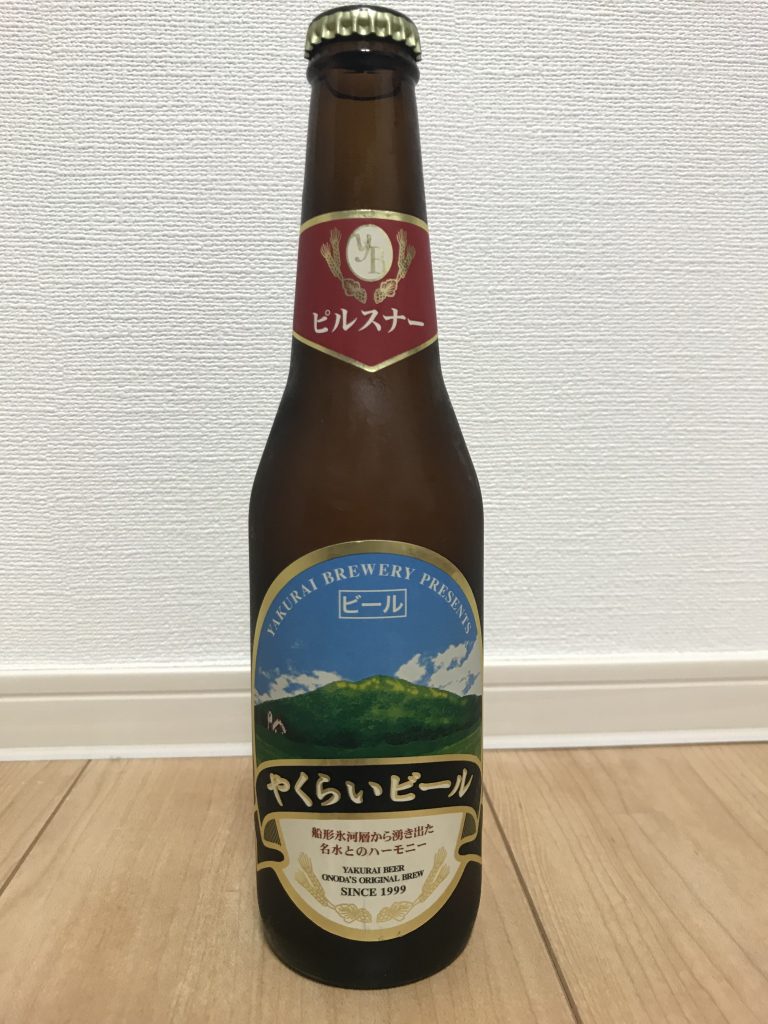 YB
ピルスナー
YAKURAI BREWERY PRESENTS
ビール
やくらいビール
船形氷河層から湧き出た
名水とのハーモニー
YAKURAI BEER
ONODA'S ORIGINAL BREW
SINCE 1999